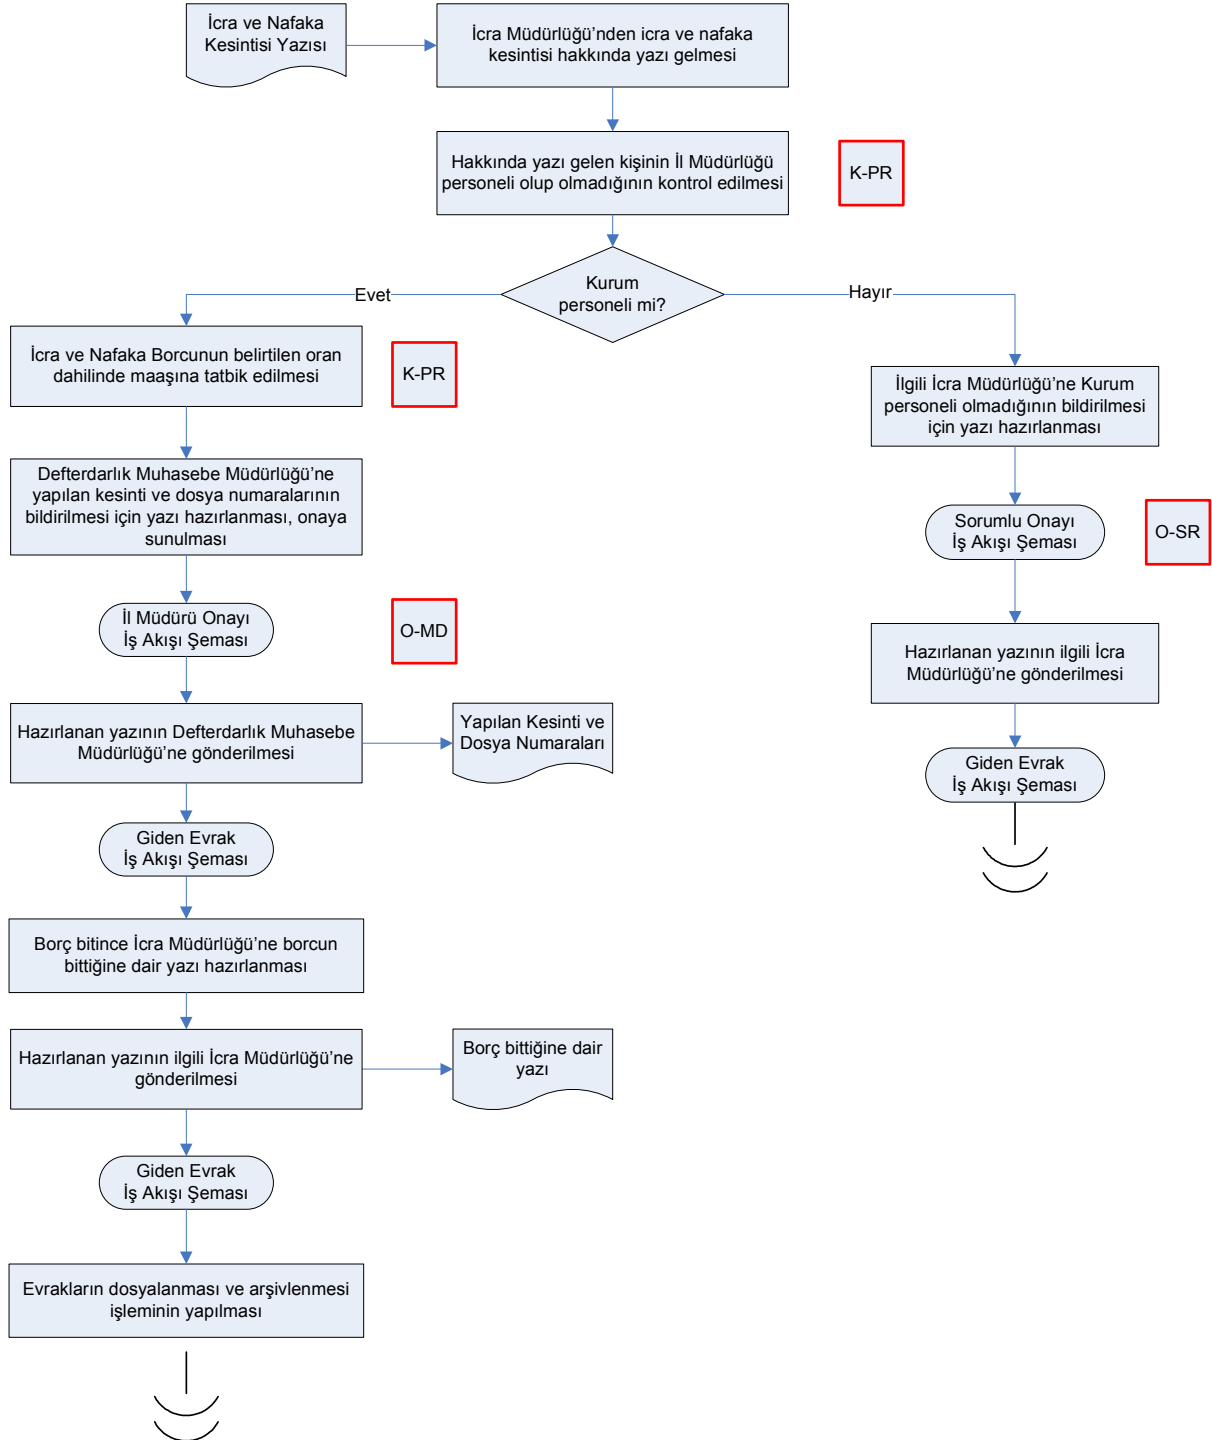 İcra ve Nafaka
Kesintisi Yazısı
İcra Müdürlüğü’nden icra ve nafaka
kesintisi hakkında yazı gelmesi
Hakkında yazı gelen kişinin İl Müdürlüğü
personeli olup olmadığının kontrol edilmesi
K-PR
Kurum
personeli mi?
Evet
Hayır
İcra ve Nafaka Borcunun belirtilen oran
dahilinde maaşına tatbik edilmesi
K-PR
Defterdarlık Muhasebe Müdürlüğü’ne
yapılan kesinti ve dosya numaralarının
bildirilmesi için yazı hazırlanması, onaya
sunulması
İl Müdürü Onayı
İş Akışı Şeması
O-MD
Hazırlanan yazının Defterdarlık Muhasebe
Müdürlüğü’ne gönderilmesi
Yapılan Kesinti ve
Dosya Numaraları
Giden Evrak
İş Akışı Şeması
Borç bitince İcra Müdürlüğü’ne borcun
bittiğine dair yazı hazırlanması
Hazırlanan yazının ilgili İcra Müdürlüğü’ne
gönderilmesi
Borç bittiğine dair
yazı
Giden Evrak
İş Akışı Şeması
Evrakların dosyalanması ve arşivlenmesi
işleminin yapılması
İlgili İcra Müdürlüğü’ne Kurum
personeli olmadığının bildirilmesi
için yazı hazırlanması
Sorumlu Onayı
İş Akışı Şeması
O-SR
Hazırlanan yazının ilgili İcra
Müdürlüğü’ne gönderilmesi
Giden Evrak
İş Akışı Şeması